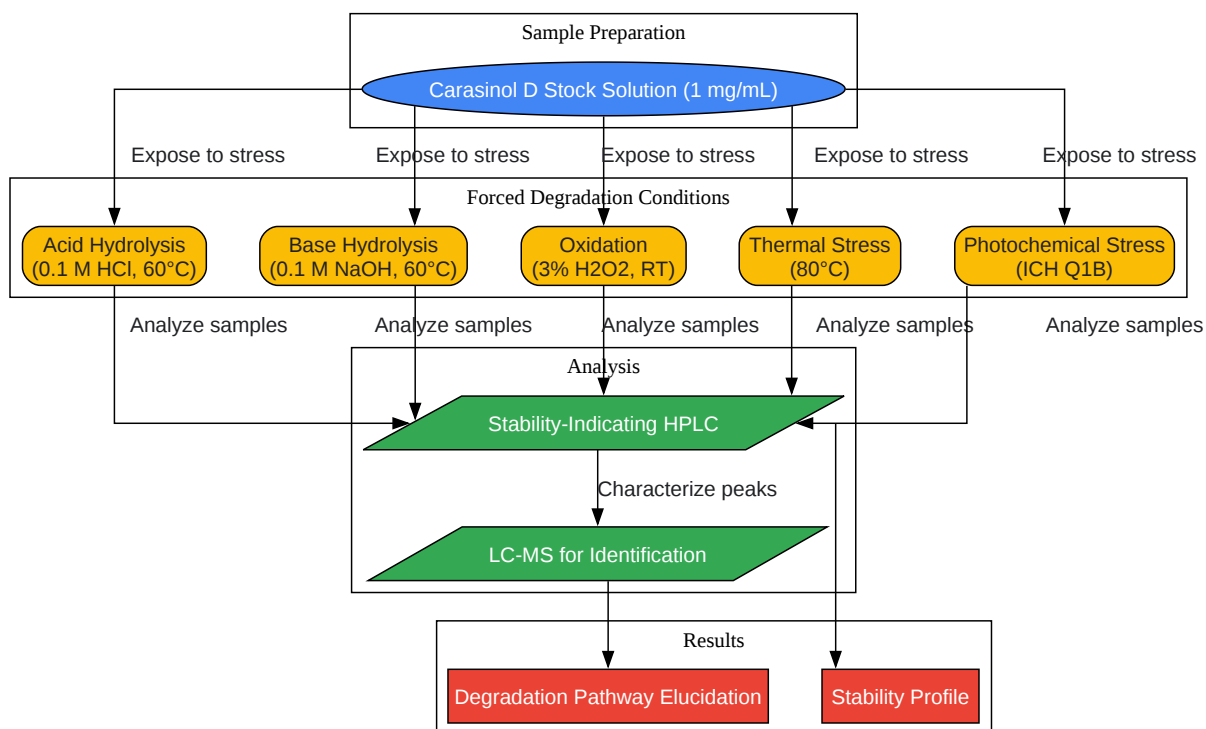 Sample Preparation
Carasinol D Stock Solution (1 mg/mL)
Expose to stress
Expose to stress
Expose to stress
Expose to stress
Expose to stress
Forced Degradation Conditions
Acid Hydrolysis
(0.1 M HCl, 60°C)
Base Hydrolysis
(0.1 M NaOH, 60°C)
Oxidation
(3% H2O2, RT)
Thermal Stress
(80°C)
Photochemical Stress
(ICH Q1B)
Analyze samples
Analyze samples
Analyze samples
Analyze samples
Analyze samples
Analysis
Stability-Indicating HPLC
Characterize peaks
LC-MS for Identification
Results
Degradation Pathway Elucidation
Stability Profile